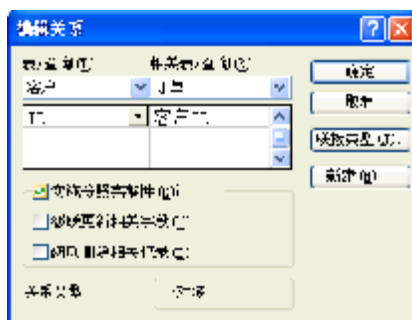 编辑关系
表/查询(T): 相关表/查询(R):
客户 订单
ID 客户 ID
确定
取消
联接类型(J)..
新建(N)..
实施参照完整性(E)
级联更新相关字段(U)
级联删除相关记录(D)
关系类型: 一对多